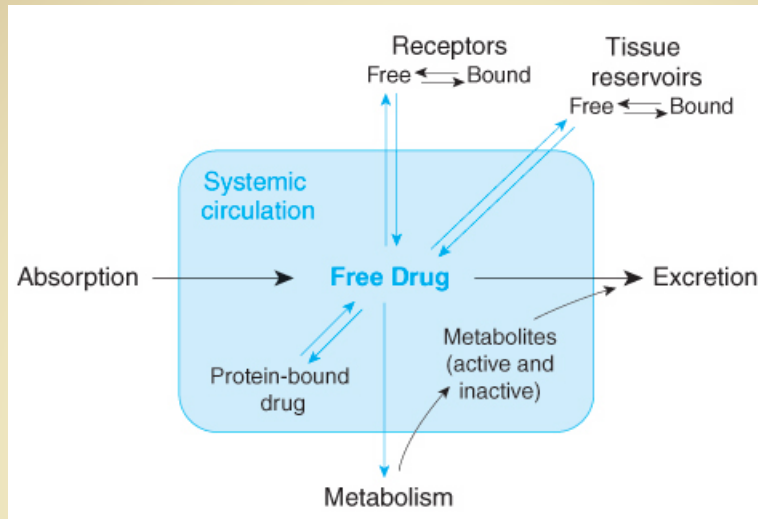 Receptors
Free Bound
Tissue
reservoirs
Free Bound
Systemic
circulation
Absorption
Free Drug
Excretion
Protein-bound
drug
Metabolites
(active and
inactive)
Metabolism